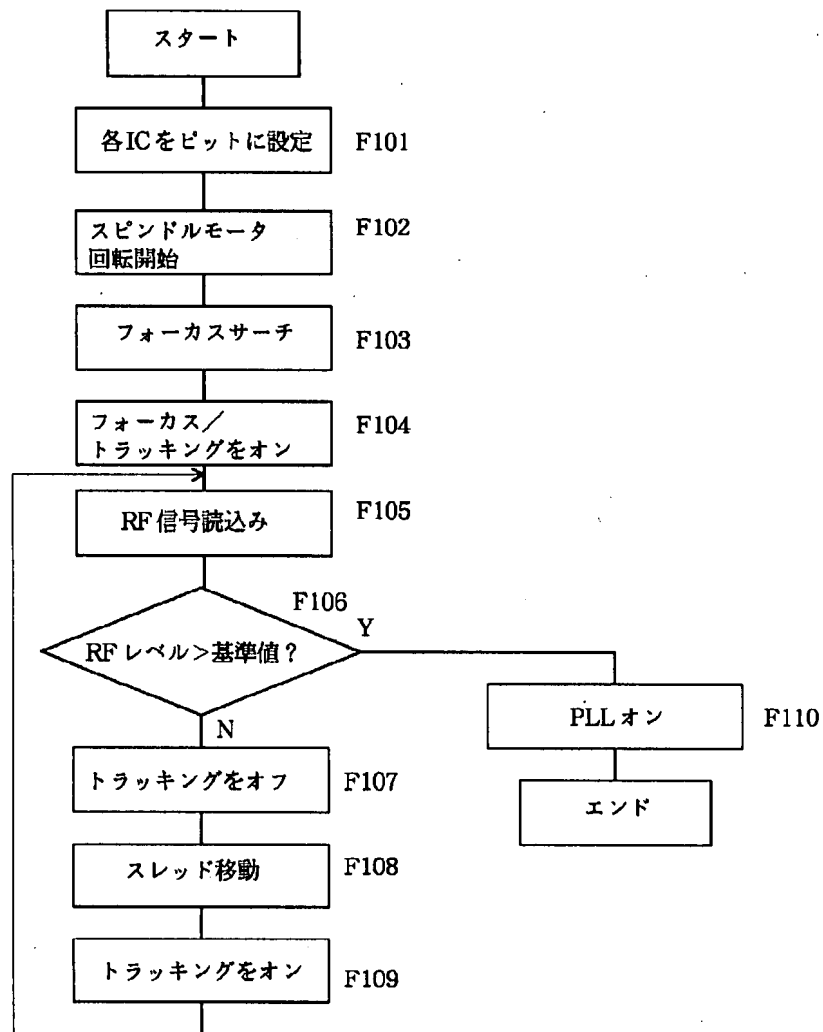 スタート
各ICをピットに設定
F101
スピンドルモータ
回転開始
F102
フォーカスサーチ
F103
フォーカス／
トラッキングをオン
F104
RF信号読込み
F105
F106
RFレベル＞基準値？
Y
N
PLLオン
F110
エンド
トラッキングをオフ
F107
スレッド移動
F108
トラッキングをオン
F109